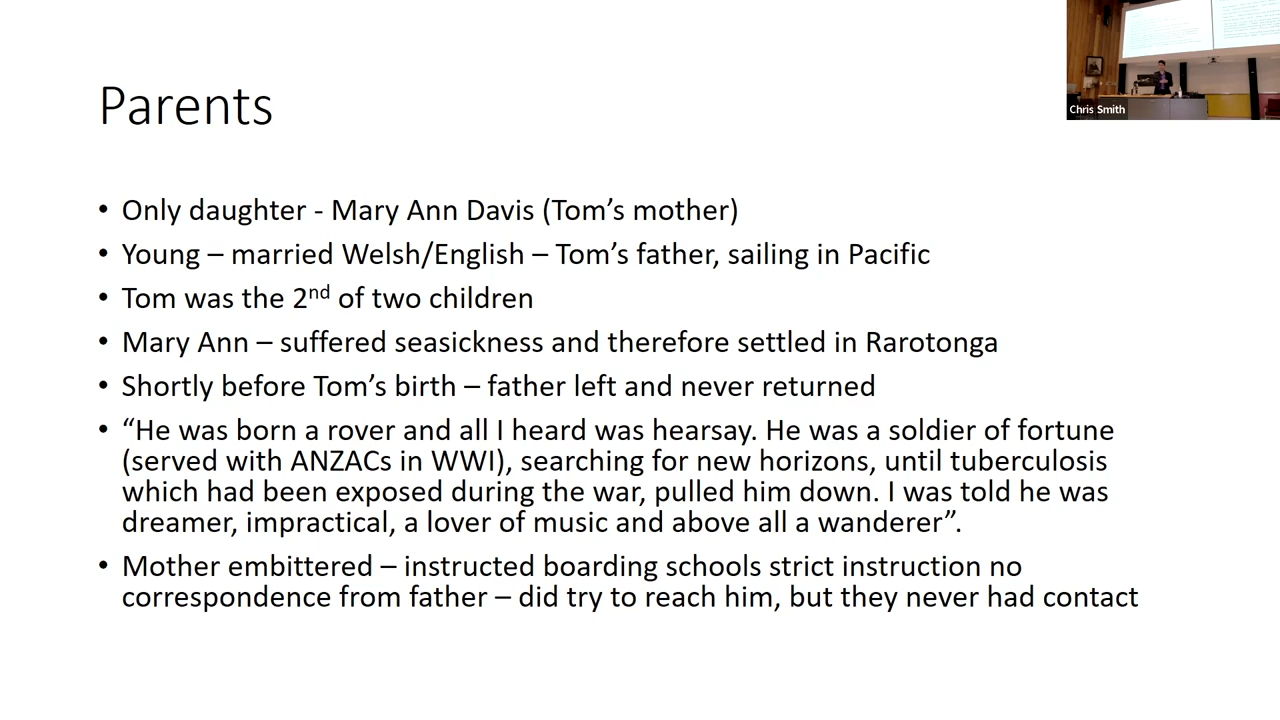 Parents
Chris Smith
• Only daughter - Mary Ann Davis (Tom’s mother)
• Young – married Welsh/English – Tom’s father, sailing in Pacific
• Tom was the 2nd of two children
• Mary Ann – suffered seasickness and therefore settled in Rarotonga
• Shortly before Tom’s birth – father left and never returned
• “He was born a rover and all I heard was hearsay. He was a soldier of fortune
(served with ANZACs in WWI), searching for new horizons, until tuberculosis
which had been exposed during the war, pulled him down. I was told he was
dreamer, impractical, a lover of music and above all a wanderer”.
• Mother embittered – instructed boarding schools strict instruction no
correspondence from father – did try to reach him, but they never had contact